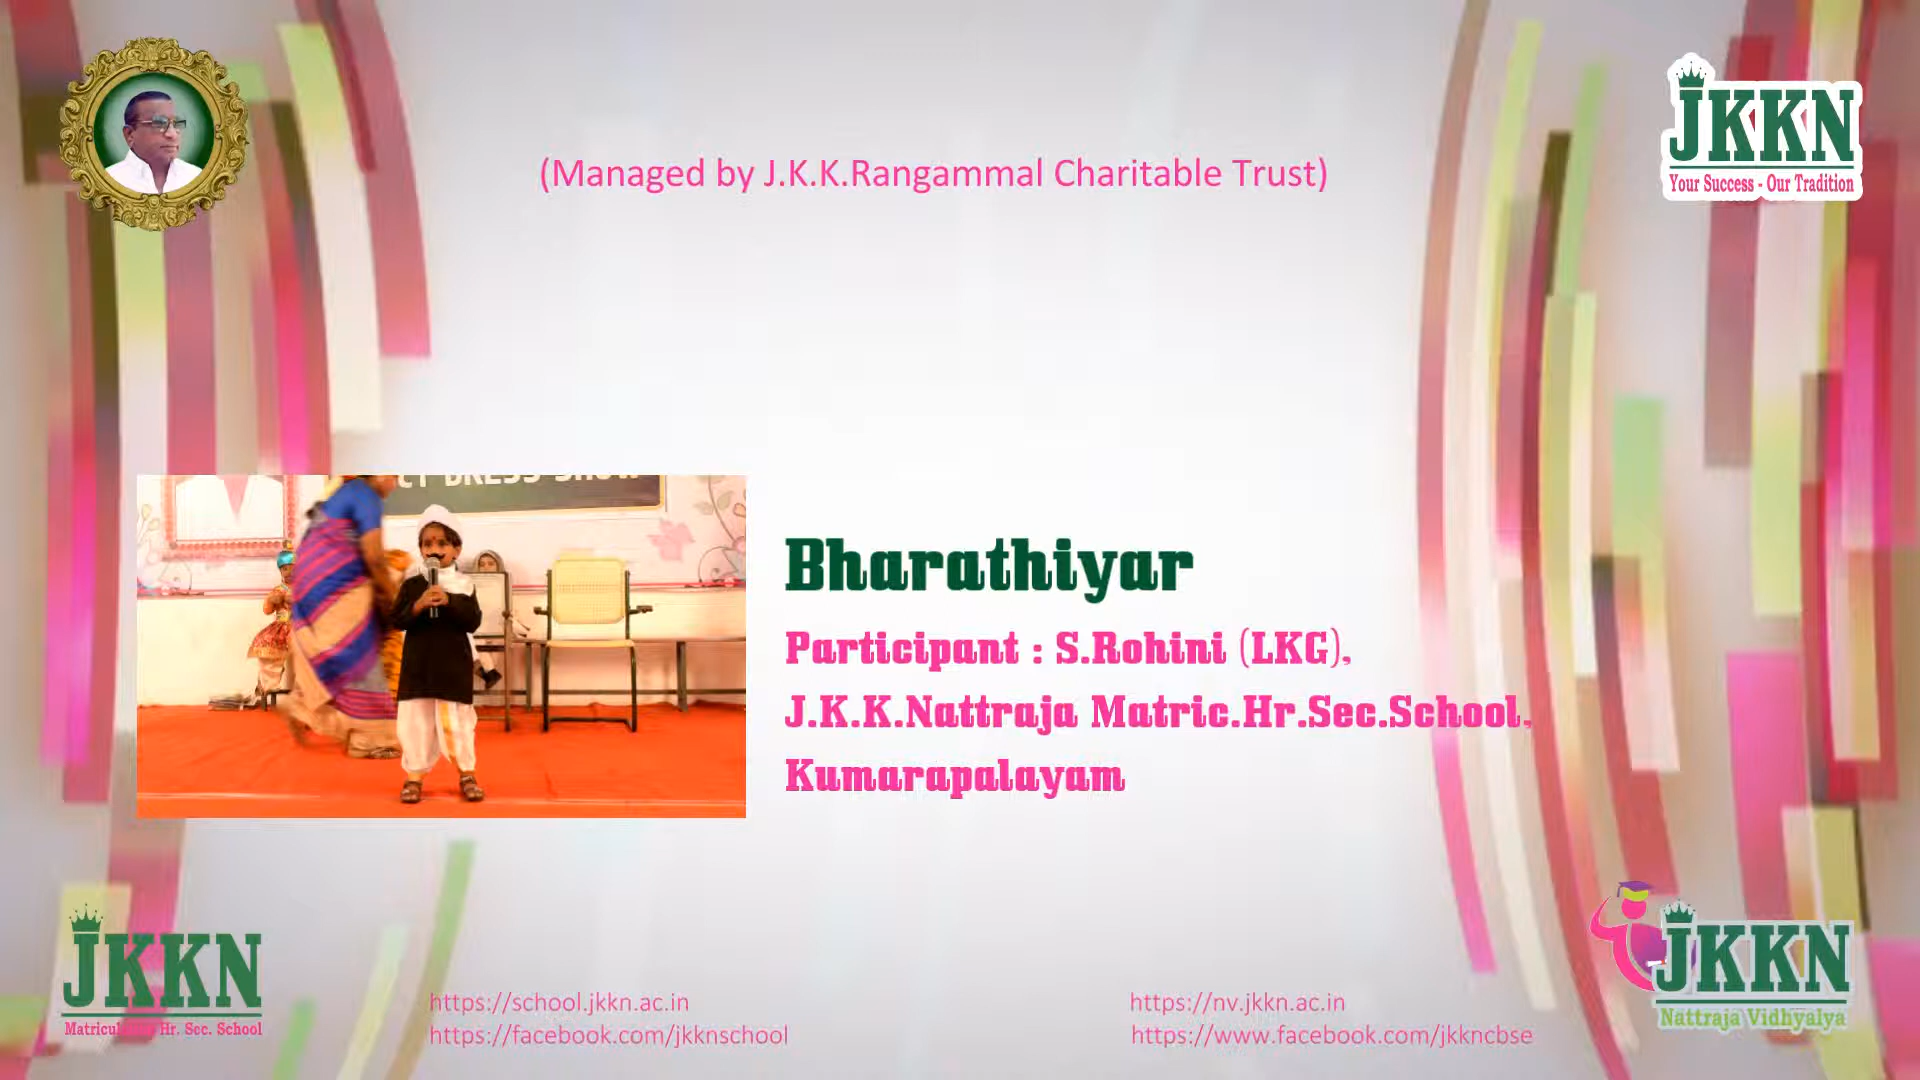 (Managed by J.K.K.Rangammal Charitable Trust)
JKKN
Your Success - Our Tradition
DRESS SHOW
Bharathiyar
Participant : S.Rohini (LKG),
J.K.K.Nattraja Matric.Hr.Sec.School,
Kumarapalayam
JKKN
Hr. Sec. School
https://school.jkkn.ac.in
https://facebook.com/jkknschool
https://nv.jkkn.ac.in
https://www.facebook.com/jkkncbse
JKKN
Nattraja Vidhyalya